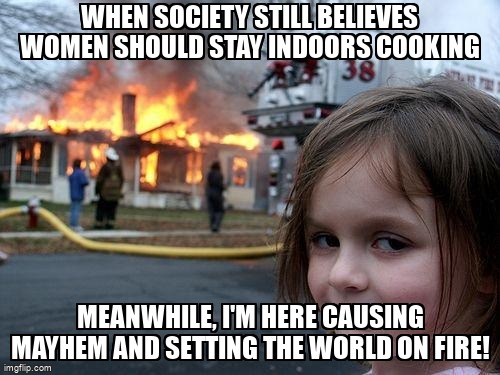 WHEN SOCIETY STILL BELIEVES
WOMEN SHOULD STAY INDOORS COOKING
38
MEANWHILE, I'M HERE CAUSING
MAYHEM AND SETTING THE WORLD ON FIRE!
imgflip.com